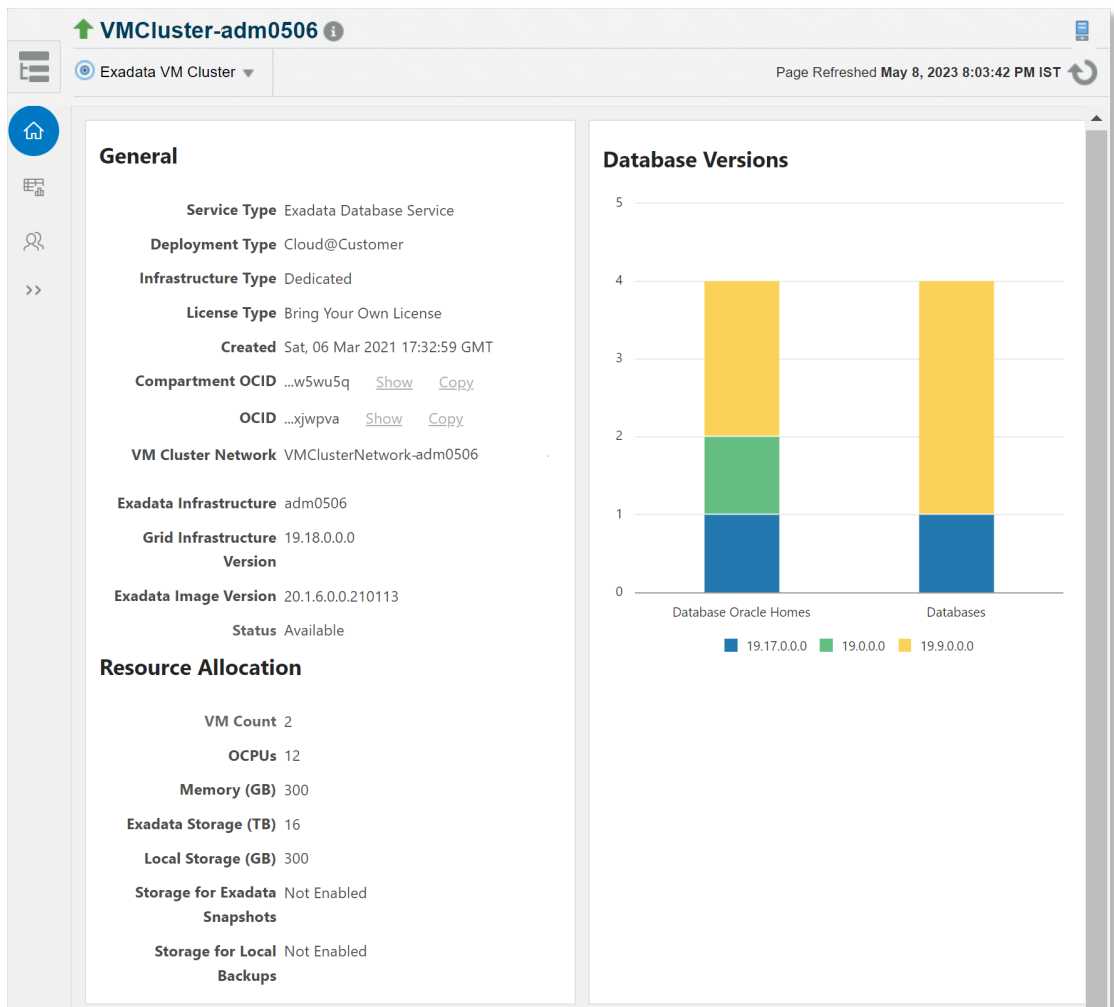 VMCluster-adm0506
Exadata VM Cluster
Page Refreshed May 8, 2023 8:03:42 PM IST
General
Service Type Exadata Database Service
Deployment Type Cloud@Customer
Infrastructure Type Dedicated
License Type Bring Your Own License
Created Sat, 06 Mar 2021 17:32:59 GMT
Compartment OCID ...w5wu5q Show Copy
OCID ...xjwpva Show Copy
VM Cluster Network VMClusterNetwork-adm0506
Exadata Infrastructure adm0506
Grid Infrastructure 19.18.0.0.0
Version
Exadata Image Version 20.1.6.0.0.210113
Status Available
Resource Allocation
VM Count 2
OCPUs 12
Memory (GB) 300
Exadata Storage (TB) 16
Local Storage (GB) 300
Storage for Exadata Not Enabled
Snapshots
Storage for Local Not Enabled
Backups
Database Versions
5
4
3
2
1
0
Database Oracle Homes Databases
19.17.0.0.0 19.0.0.0 19.9.0.0.0